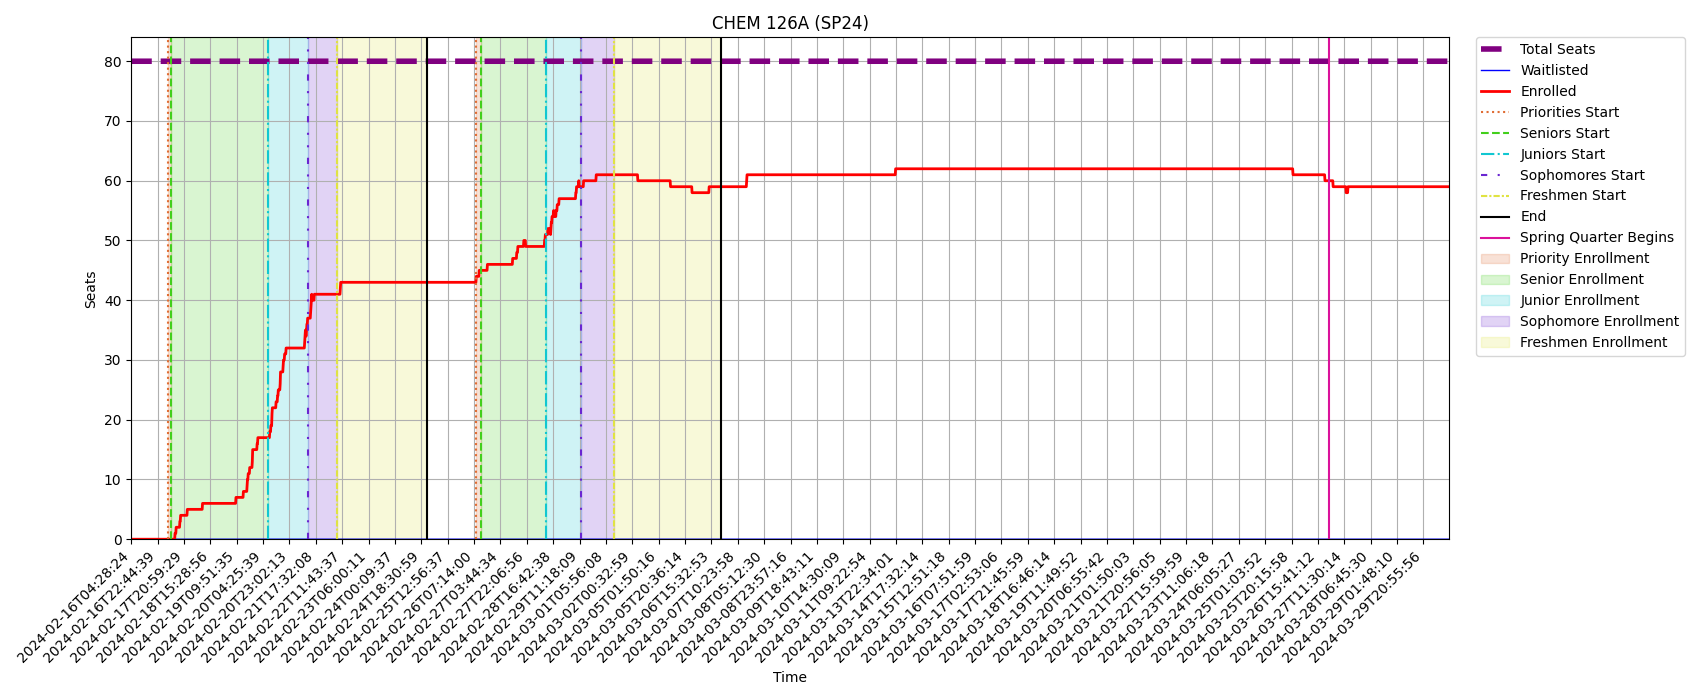 CHEM 126A (SP24)
Seats
80
70
60
50
40
30
20
10
0
2024-02-16T04:28:24
2024-02-16T22:44:39
2024-02-17T20:59:29
2024-02-18T15:28:56
2024-02-19T09:51:35
2024-02-20T04:25:39
2024-02-20T23:02:13
2024-02-21T17:32:08
2024-02-22T11:43:37
2024-02-23T06:00:11
2024-02-24T00:09:37
2024-02-24T18:30:59
2024-02-25T12:56:37
2024-02-26T07:14:00
2024-02-27T03:44:34
2024-02-27T22:06:56
2024-02-28T16:42:38
2024-02-29T11:18:09
2024-03-01T05:56:08
2024-03-02T00:32:59
2024-03-05T01:50:16
2024-03-05T20:36:14
2024-03-06T15:32:53
2024-03-07T10:23:58
2024-03-08T05:12:30
2024-03-08T23:57:16
2024-03-09T18:43:11
2024-03-10T14:30:09
2024-03-11T09:22:54
2024-03-13T22:34:01
2024-03-14T17:32:14
2024-03-15T12:51:18
2024-03-16T07:51:59
2024-03-17T02:53:06
2024-03-17T21:45:59
2024-03-18T16:46:14
2024-03-19T11:49:52
2024-03-20T06:55:42
2024-03-21T01:50:03
2024-03-21T20:56:05
2024-03-22T15:59:59
2024-03-23T11:06:18
2024-03-24T06:05:27
2024-03-25T01:03:52
2024-03-25T20:15:58
2024-03-26T15:41:12
2024-03-27T11:30:14
2024-03-28T06:45:30
2024-03-29T01:48:10
2024-03-29T20:55:56
Time
Total Seats
Waitlisted
Enrolled
Priorities Start
Seniors Start
Juniors Start
Sophomores Start
Freshmen Start
End
Spring Quarter Begins
Priority Enrollment
Senior Enrollment
Junior Enrollment
Sophomore Enrollment
Freshmen Enrollment